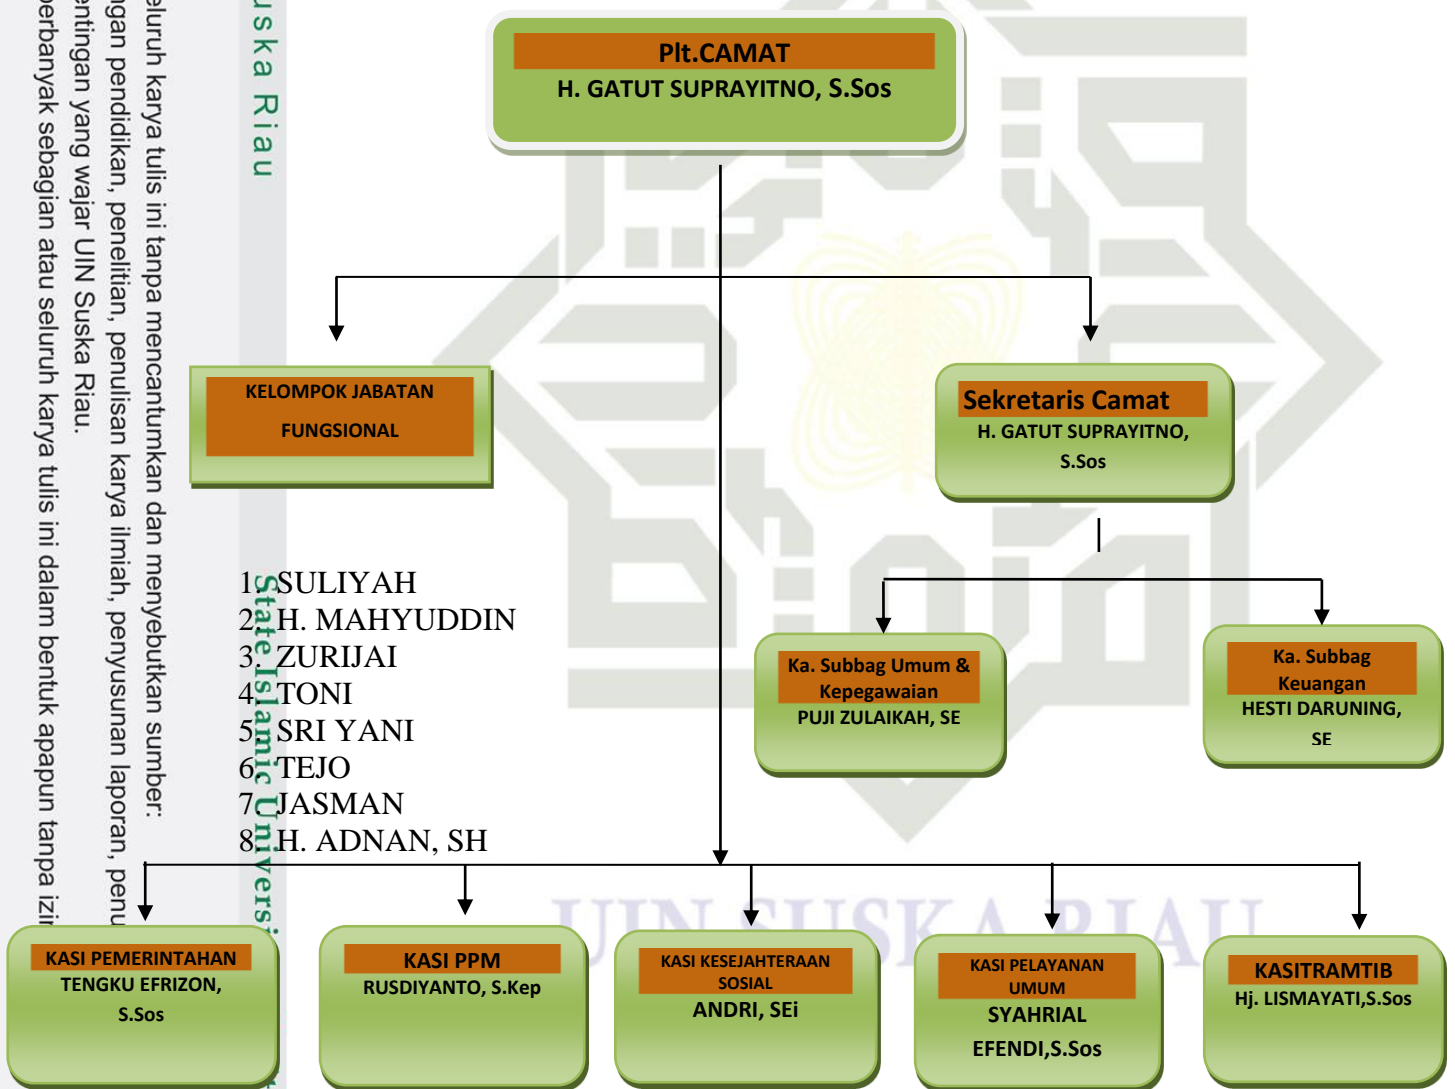 uska Riau
eluruh karya tulis ini tanpa mencantumkan dan menyebutkan sumber:
ngan pendidikan, penelitian, penulisan karya ilmiah, penyusunan laporan, penu
entingan yang wajar UIN Suska Riau.
perbanyak sebagian atau seluruh karya tulis ini dalam bentuk apapun tanpa izin
State Islamic Universi
Plt.CAMAT
H. GATUT SUPRAYITNO, S.Sos
KELOMPOK JABATAN
FUNGSIONAL
Sekretaris Camat
H. GATUT SUPRAYITNO,
S.Sos
1. SULIYAH
2. H. MAHYUDDIN
3. ZURIJAI
4. TONI
5. SRI YANI
6. TEJO
7. JASMAN
8. H. ADNAN, SH
Ka. Subbag Umum &
Kepegawaian
PUJI ZULAIKAH, SE
Ka. Subbag
Keuangan
HESTI DARUNING,
SE
UIN SUSKA RIAU
KASI PEMERINTAHAN
TENGKU EFRIZON,
S.Sos
KASI PPM
RUSDIYANTO, S.Kep
KASI KESEJAHTERAAN
SOSIAL
ANDRI, SEi
KASI PELAYANAN
UMUM
SYAHRIAL
EFENDI,S.Sos
KASITRAMTIB
Hj. LISMAYATI,S.Sos